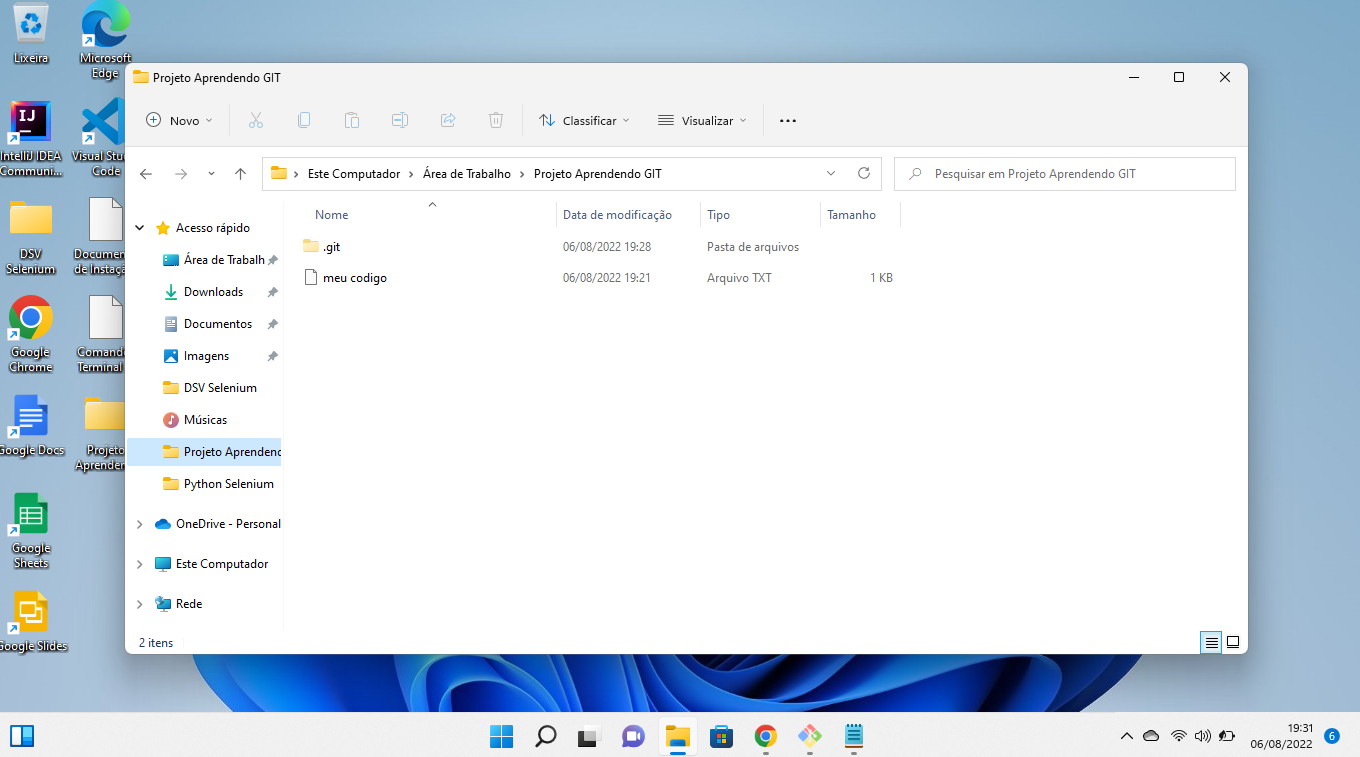 Lixeira
Microsoft
Edge
IntelliJ IDEA
Communi...
Visual Stu
Code
DSV
Selenium
Documen
de Instaça
Google
Chrome
Comand
Terminal
Google Docs
Projeto
Aprenden
Google
Sheets
Google Slides
Projeto Aprendendo GIT
Novo
Classificar
Visualizar
Este Computador
Área de Trabalho
Projeto Aprendendo GIT
Pesquisar em Projeto Aprendendo GIT
Acesso rápido
Área de Trabalh
Downloads
Documentos
Imagens
DSV Selenium
Músicas
Projeto Aprendend
Python Selenium
OneDrive - Personal
Este Computador
Rede
Nome Data de modificação Tipo Tamanho
.git 06/08/2022 19:28 Pasta de arquivos
meu codigo 06/08/2022 19:21 Arquivo TXT 1 KB
2 itens
19:31
06/08/2022
6